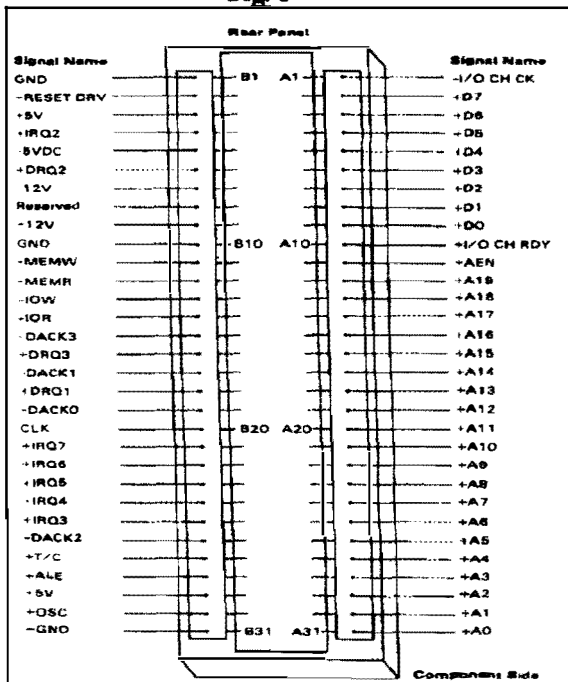 Rear Panel
Signal Name Signal Name
GND B1 A1 -I/O CH CK
-RESET DRV +D7
+5V +D6
+IRQ2 +D5
-5VDC +D4
+DRQ2 +D3
12V +D2
Reserved +D1
-12V +D0
GND B10 A10 +I/O CH RDY
-MEMW +AEN
-MEMR +A19
-IOW +A18
-IOR +A17
-DACK3 +A16
+DRQ3 +A15
-DACK1 +A14
+DRQ1 +A13
-DACK0 +A12
CLK B20 A20 +A11
+IRQ7 +A10
+IRQ6 +A9
+IRQ5 +A8
+IRQ4 +A7
+IRQ3 +A6
-DACK2 +A5
+T/C +A4
+ALE +A3
+5V +A2
+OSC +A1
-GND B31 A31 +A0
Component Side